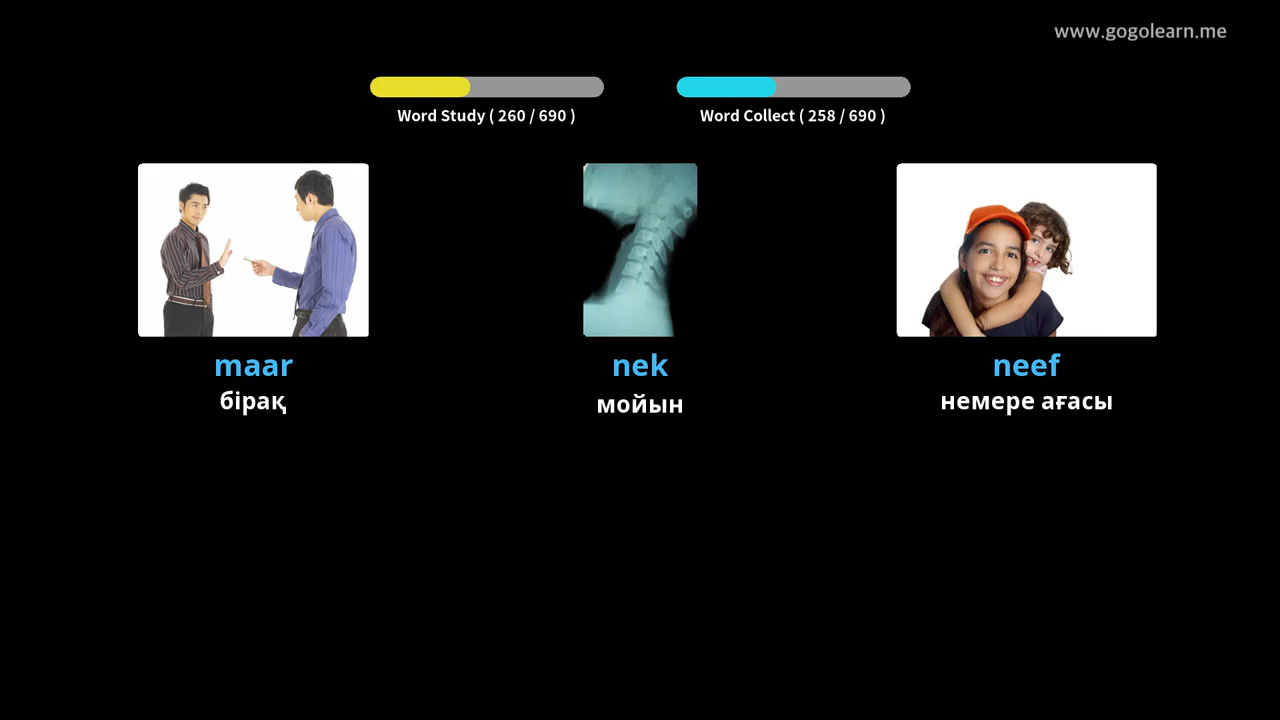 www.gogolearn.me
Word Study ( 260 / 690 )
Word Collect ( 258 / 690 )
maar
nek
neef
бірақ
мойын
немере ағасы